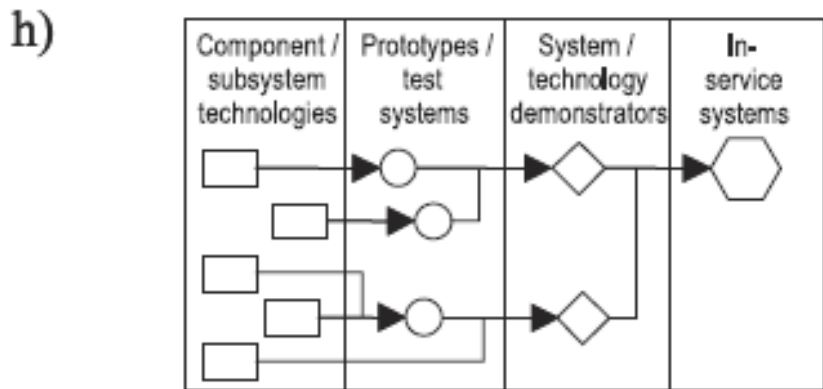 h)
Component /
subsystem
technologies
Prototypes /
test
systems
System /
technology
demonstrators
In-
service
systems